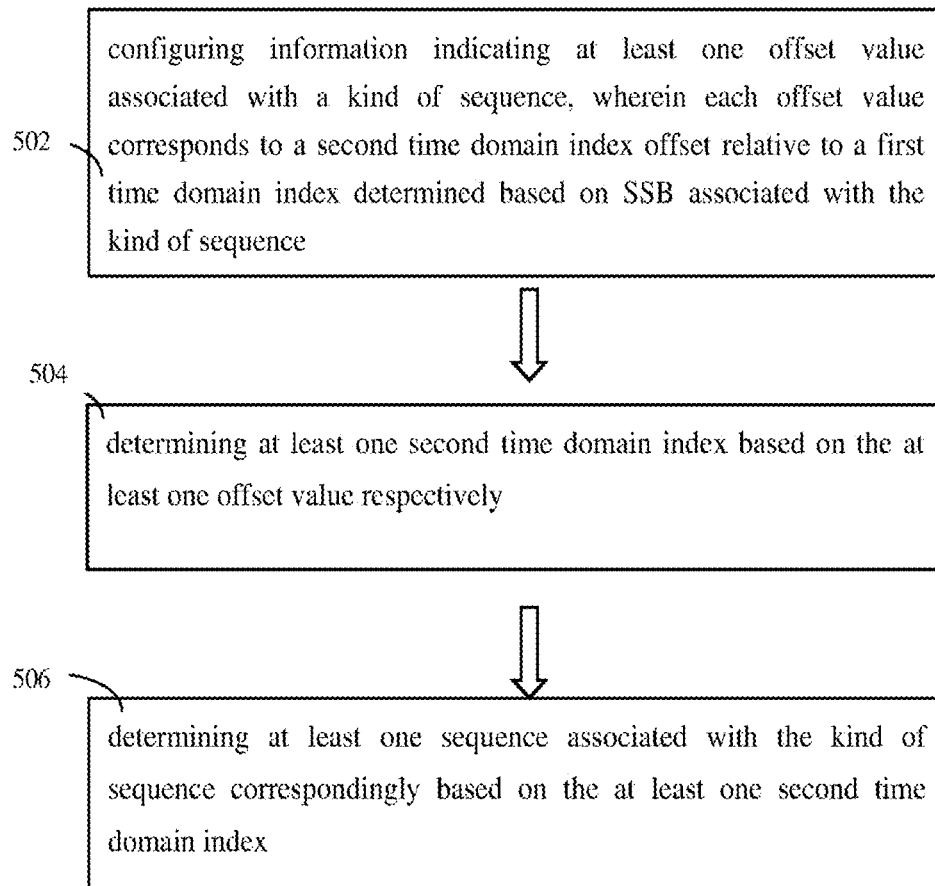 configuring information indicating at least one offset value
associated with a kind of sequence, wherein each offset value
502
corresponds to a second time domain index offset relative to a first
time domain index determined based on SSB associated with the
kind of sequence
504
determining at least one second time domain index based on the at
least one offset value respectively
506
determining at least one sequence associated with the kind of
sequence correspondingly based on the at least one second time
domain index